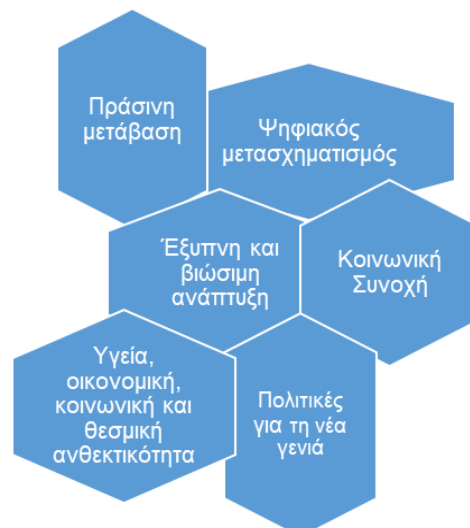 Πράσινη
μετάβαση
Ψηφιακός
μετασχηματισμός
Έξυπνη και
βιώσιμη
ανάπτυξη
Κοινωνική
Συνοχή
Υγεία,
οικονομική,
κοινωνική και
θεσμική
ανθεκτικότητα
Πολιτικές
για τη νέα
γενιά